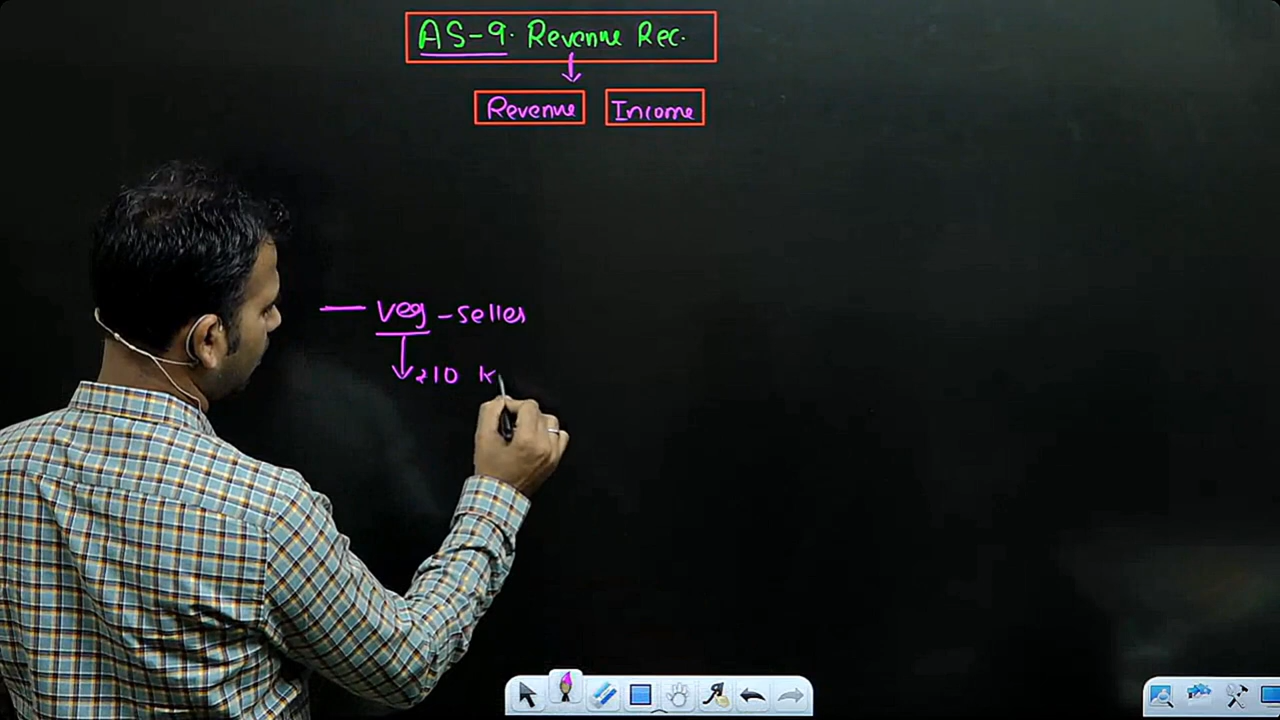 AS-9. Revenue Rec.
Revenue Income
— Veg - Seller
₹10 K